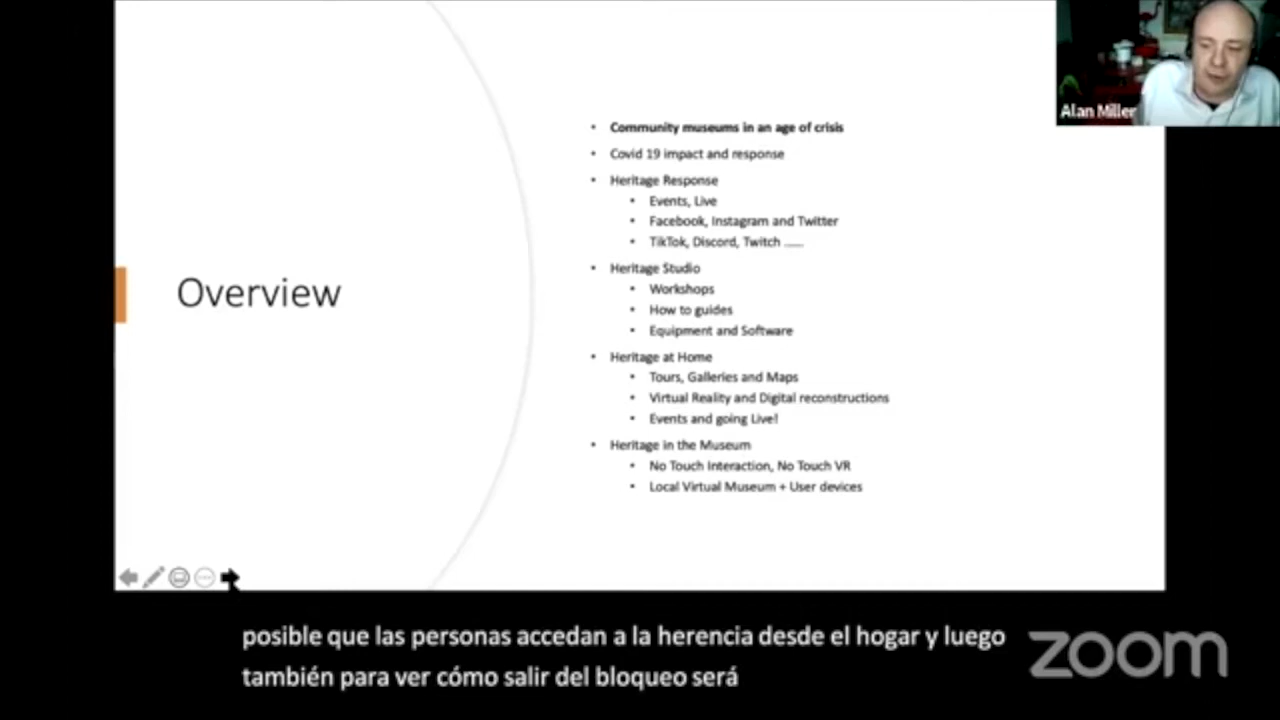 Alan Miller
Overview
• Community museums in an age of crisis
• Covid 19 impact and response
• Heritage Response
• Events, Live
• Facebook, Instagram and Twitter
• TikTok, Discord, Twitch ......
• Heritage Studio
• Workshops
• How to guides
• Equipment and Software
• Heritage at Home
• Tours, Galleries and Maps
• Virtual Reality and Digital reconstructions
• Events and going Live!
• Heritage in the Museum
• No Touch Interaction, No Touch VR
• Local Virtual Museum + User devices
posible que las personas accedan a la herencia desde el hogar y luego
también para ver cómo salir del bloqueo será
zoom